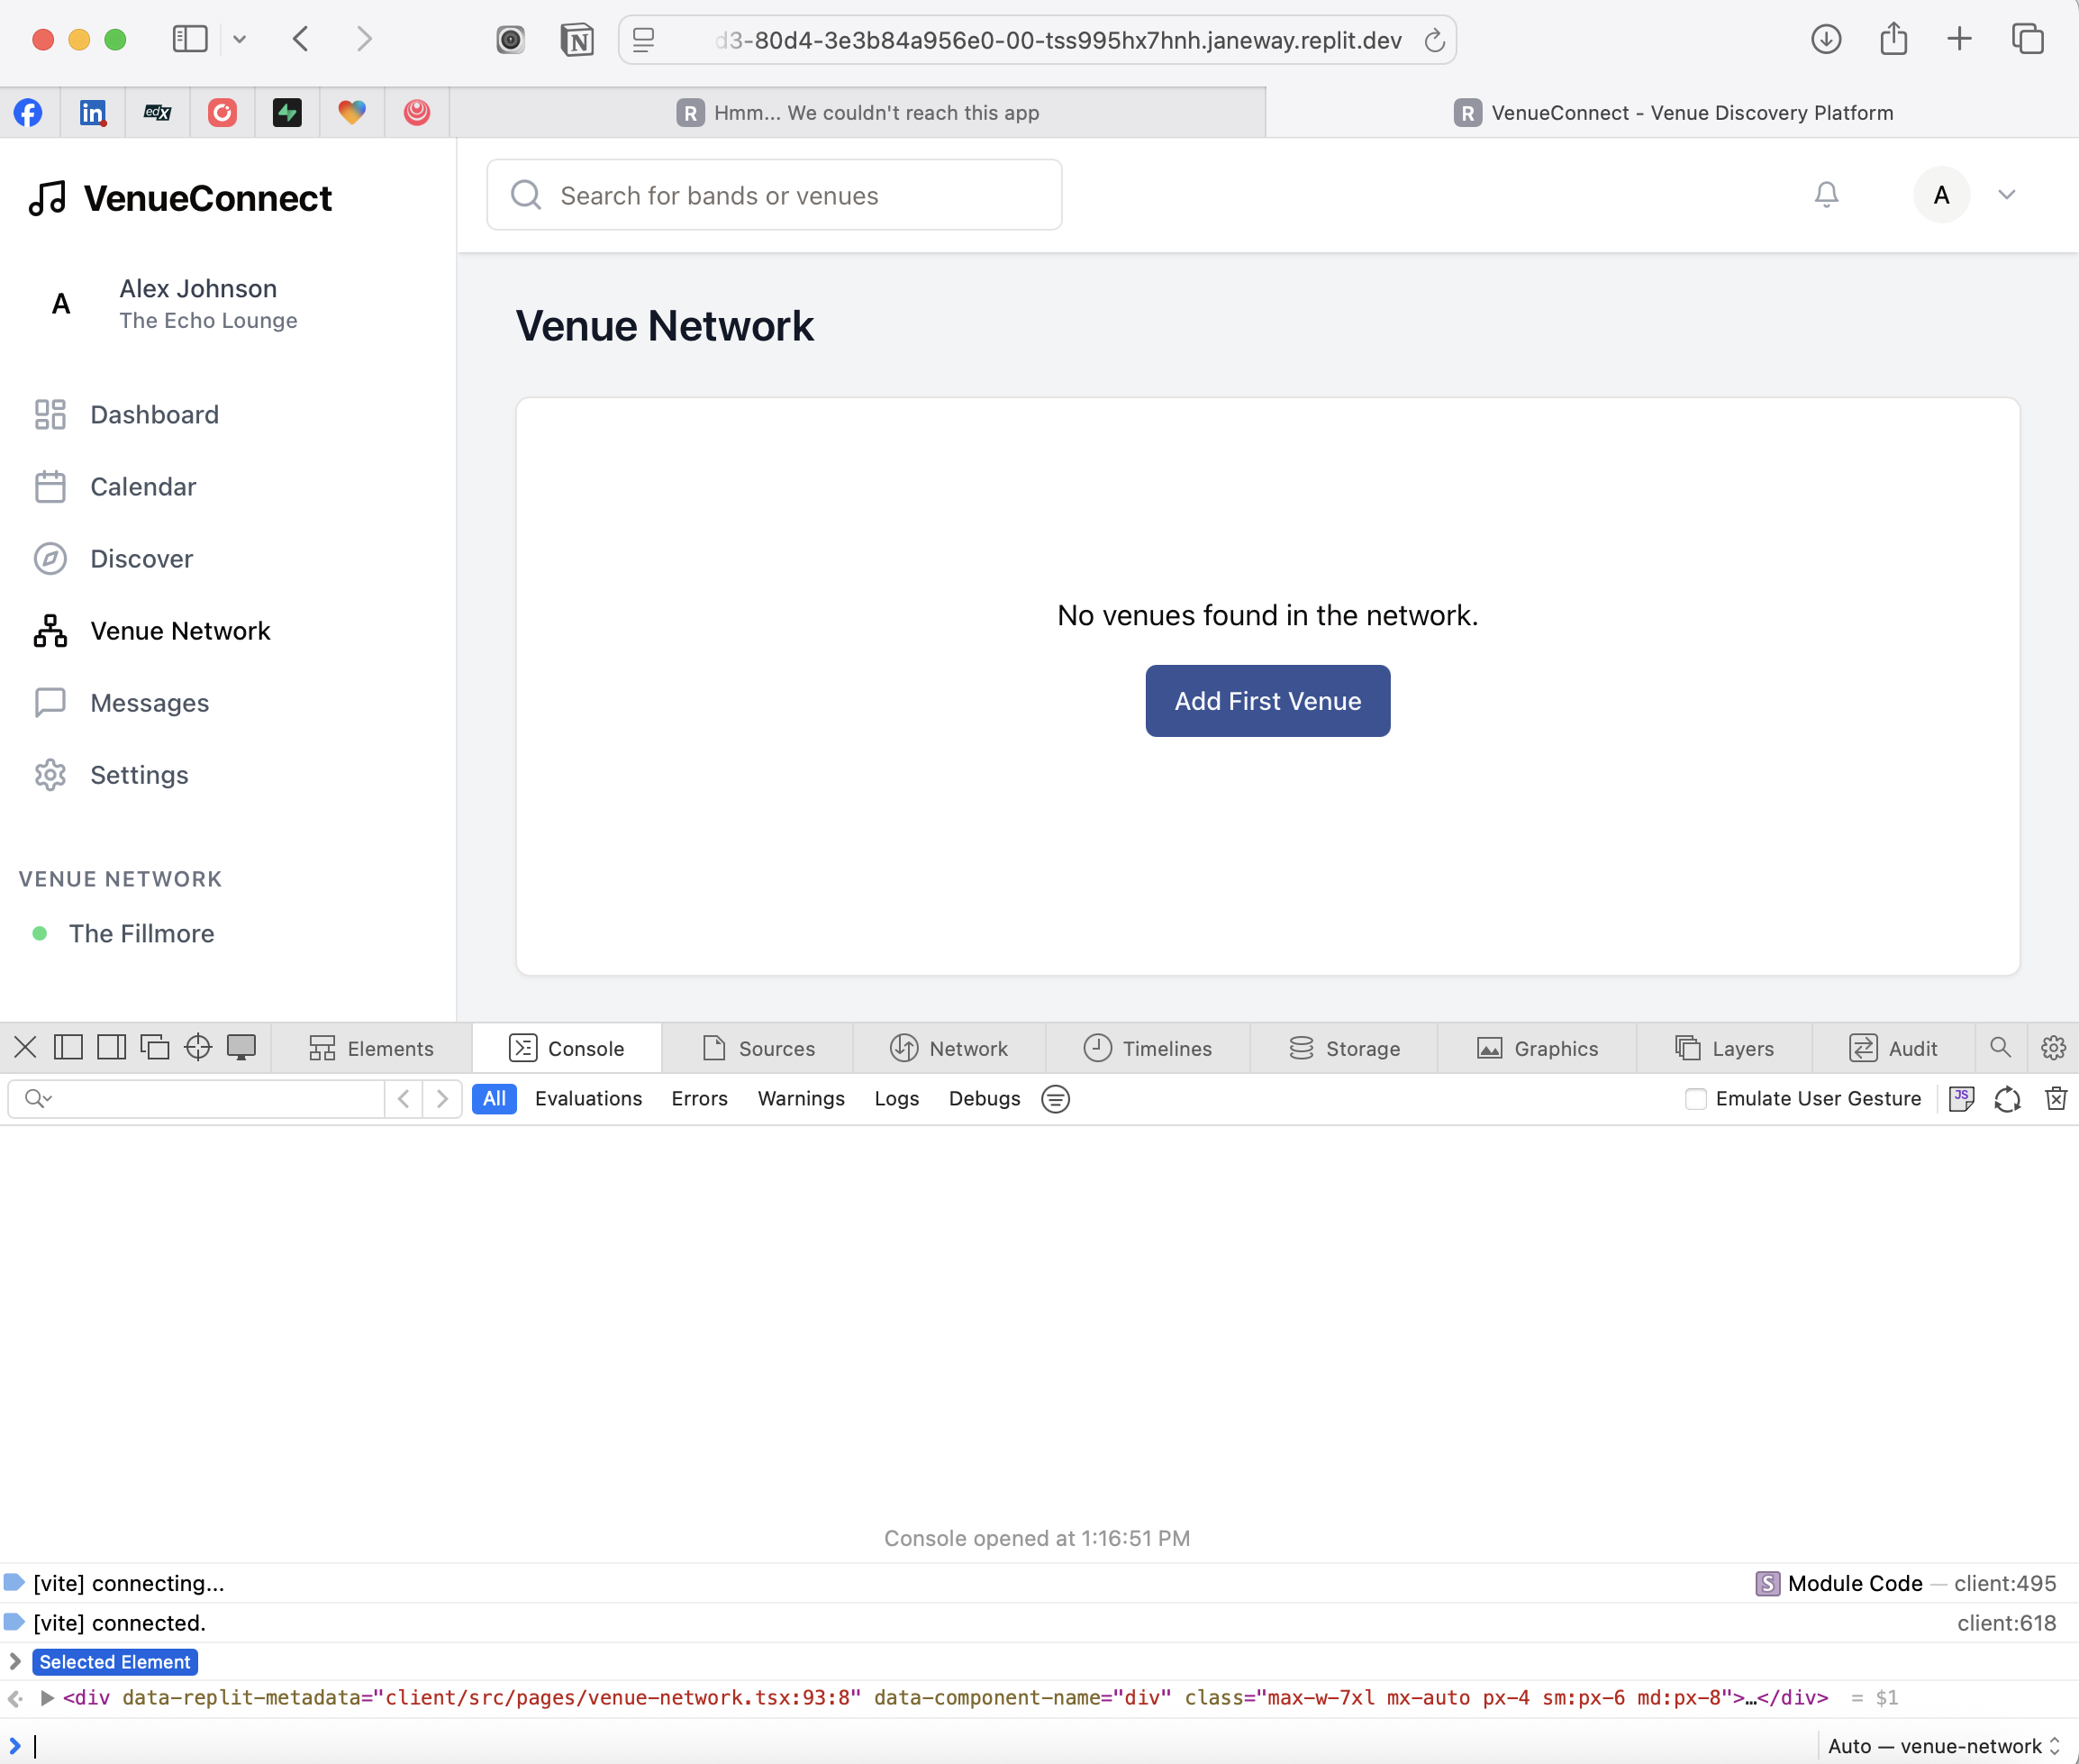 d3-80d4-3e3b84a956e0-00-tss995hx7hnh.janeway.replit.dev
in edX R Hmm... We couldn't reach this app R VenueConnect - Venue Discovery Platform
VenueConnect
Search for bands or venues
A
A
Alex Johnson
The Echo Lounge
Dashboard
Calendar
Discover
Venue Network
Messages
Settings
VENUE NETWORK
The Fillmore
Venue Network
No venues found in the network.
Add First Venue
Elements Console Sources Network Timelines Storage Graphics Layers Audit
All Evaluations Errors Warnings Logs Debugs Emulate User Gesture JS
Console opened at 1:16:51 PM
[vite] connecting... S Module Code — client:495
[vite] connected. client:618
Selected Element
<div data-replit-metadata="client/src/pages/venue-network.tsx:93:8" data-component-name="div" class="max-w-7xl mx-auto px-4 sm:px-6 md:px-8">…</div> = $1
Auto — venue-network